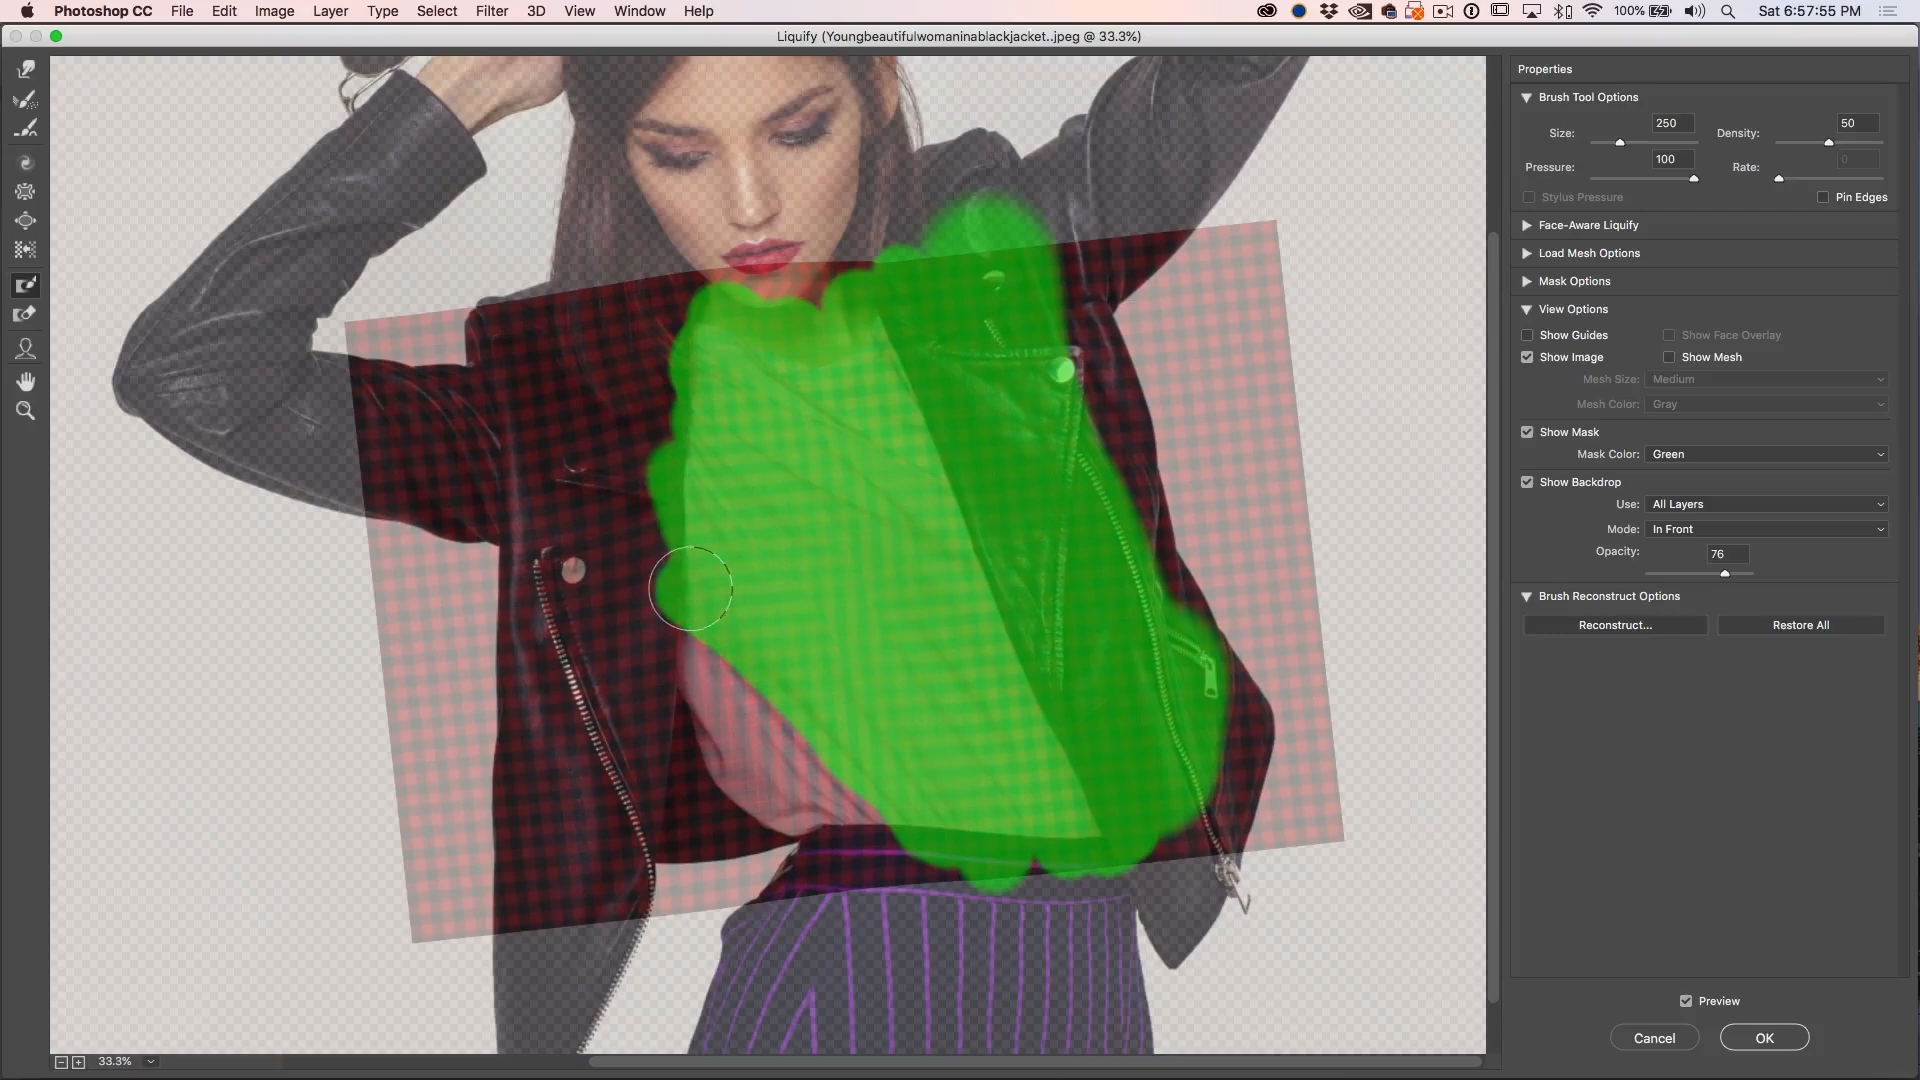 Photoshop CC File Edit Image Layer Type Select Filter 3D View Window Help 100% Sat 6:57:55 PM
Liquify (Youngbeautifulwomaninablackjacket..jpeg @ 33.3%)
Properties
Brush Tool Options
Size: 250 Density: 50
Pressure: 100 Rate: 0
Stylus Pressure Pin Edges
Face-Aware Liquify
Load Mesh Options
Mask Options
View Options
Show Guides Show Face Overlay
Show Image Show Mesh
Mesh Size: Medium
Mesh Color: Gray
Show Mask
Mask Color: Green
Show Backdrop
Use: All Layers
Mode: In Front
Opacity: 76
Brush Reconstruct Options
Reconstruct... Restore All
Preview
Cancel OK
33.3%